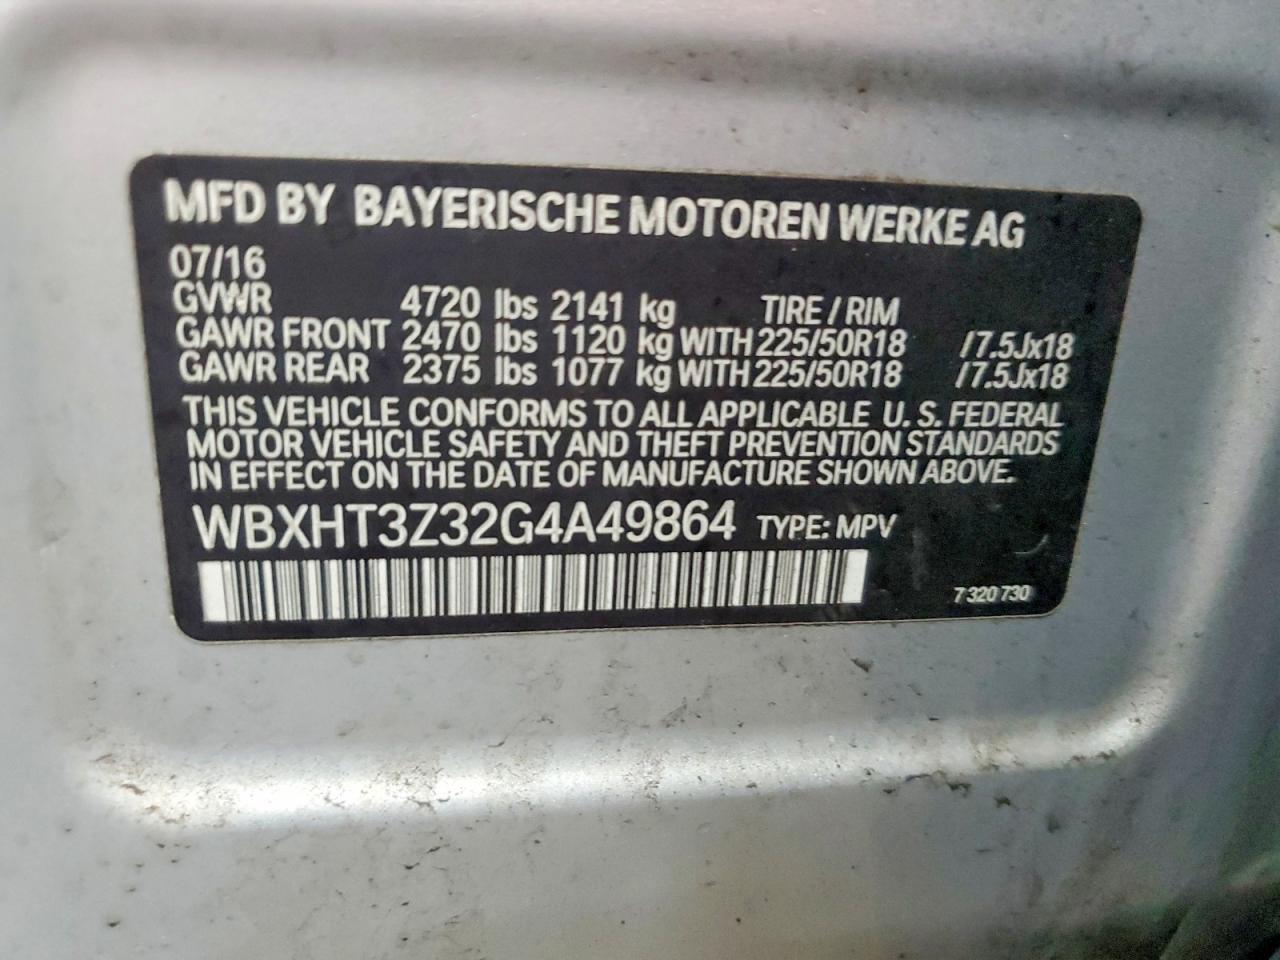 MFD BY BAYERISCHE MOTOREN WERKE AG
07/16
GVWR 4720 lbs 2141 kg TIRE / RIM
GAWR FRONT 2470 lbs 1120 kg WITH 225/50R18 /7.5Jx18
GAWR REAR 2375 lbs 1077 kg WITH 225/50R18 /7.5Jx18
THIS VEHICLE CONFORMS TO ALL APPLICABLE U. S. FEDERAL
MOTOR VEHICLE SAFETY AND THEFT PREVENTION STANDARDS
IN EFFECT ON THE DATE OF MANUFACTURE SHOWN ABOVE.
WBXHT3Z32G4A49864 TYPE: MPV
7 320 730